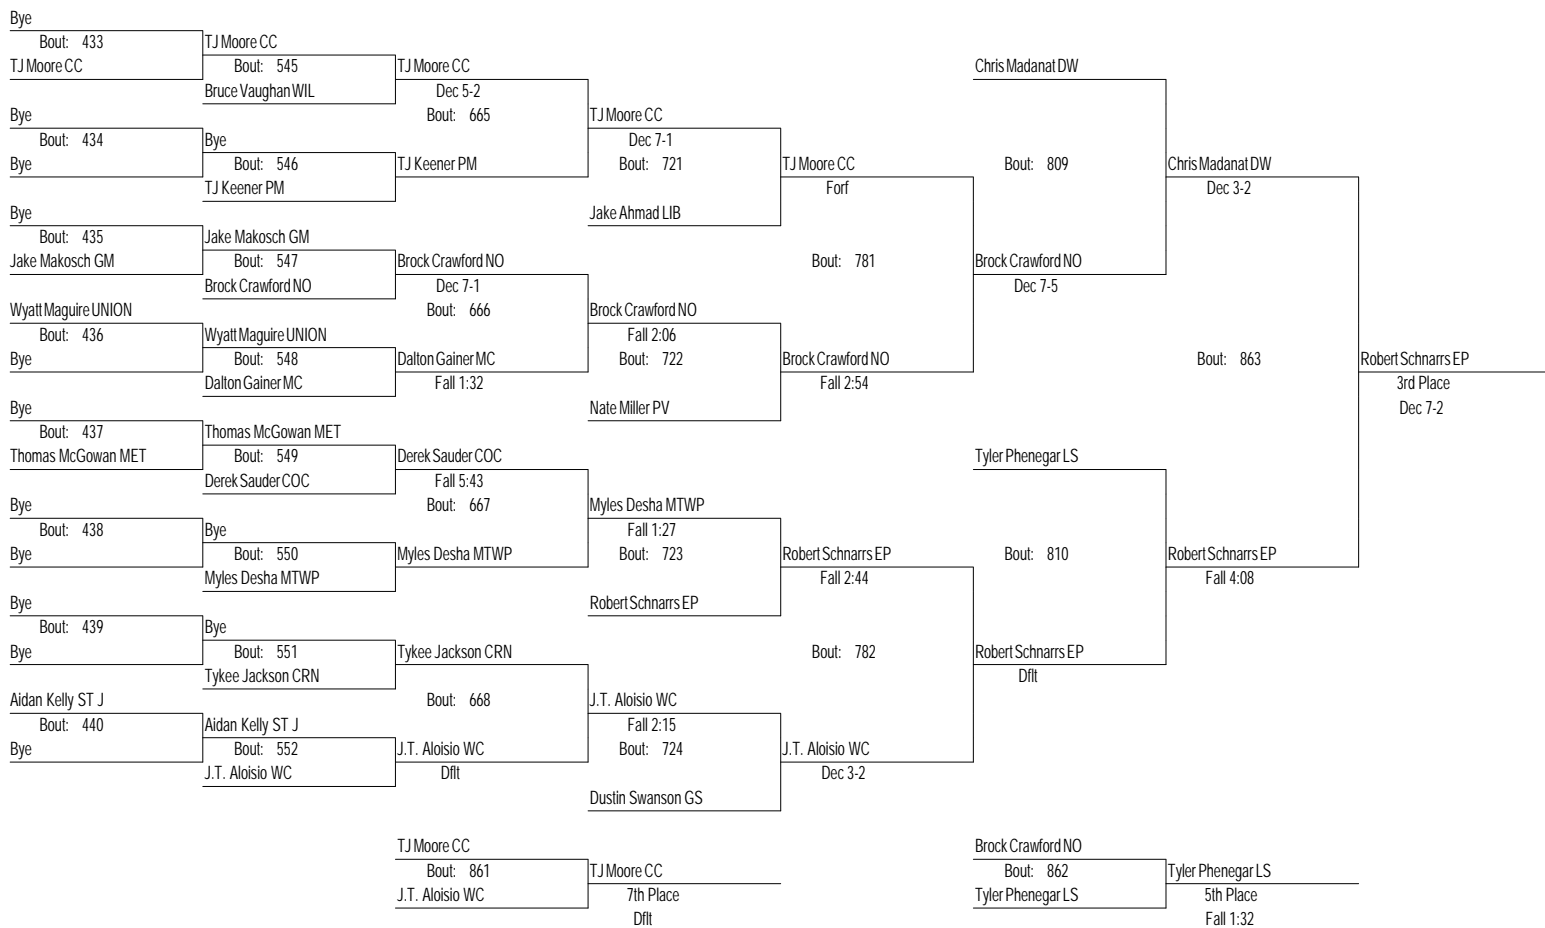 Bye
Bout: 433
TJ Moore CC
Bye
Bout: 434
Bye
Bye
Bout: 435
Jake Makosch GM
Wyatt Maguire UNION
Bout: 436
Bye
Bye
Bout: 437
Thomas McGowan MET
Bye
Bout: 438
Bye
Bye
Bout: 439
Bye
Aidan Kelly ST J
Bout: 440
Bye
TJ Moore CC
Bout: 545
Bruce Vaughan WIL
Bye
Bout: 546
TJ Keener PM
Jake Makosch GM
Bout: 547
Brock Crawford NO
Wyatt Maguire UNION
Bout: 548
Dalton Gainer MC
Thomas McGowan MET
Bout: 549
Derek Sauder COC
Bye
Bout: 550
Myles Desha MTWP
Bye
Bout: 551
Tykee Jackson CRN
Aidan Kelly ST J
Bout: 552
J.T. Aloisio WC
TJ Moore CC
Dec 5-2
Bout: 665
TJ Keener PM
Brock Crawford NO
Dec 7-1
Bout: 666
Dalton Gainer MC
Fall 1:32
Derek Sauder COC
Fall 5:43
Bout: 667
Myles Desha MTWP
Tykee Jackson CRN
Bout: 668
J.T. Aloisio WC
Dflt
TJ Moore CC
Dec 7-1
Bout: 721
Jake Ahmad LIB
Brock Crawford NO
Fall 2:06
Bout: 722
Nate Miller PV
Myles Desha MTWP
Fall 1:27
Bout: 723
Robert Schnarrs EP
J.T. Aloisio WC
Fall 2:15
Bout: 724
Dustin Swanson GS
TJ Moore CC
Forf
Bout: 781
Brock Crawford NO
Fall 2:54
Robert Schnarrs EP
Fall 2:44
Bout: 782
J.T. Aloisio WC
Dec 3-2
Chris Madanat DW
Bout: 809
Brock Crawford NO
Dec 7-5
Tyler Phenegar LS
Bout: 810
Robert Schnarrs EP
Dflt
Chris Madanat DW
Dec 3-2
Bout: 863
Robert Schnarrs EP
Fall 4:08
Robert Schnarrs EP
3rd Place
Dec 7-2
TJ Moore CC
Bout: 861
J.T. Aloisio WC
TJ Moore CC
7th Place
Dflt
Brock Crawford NO
Bout: 862
Tyler Phenegar LS
Tyler Phenegar LS
5th Place
Fall 1:32